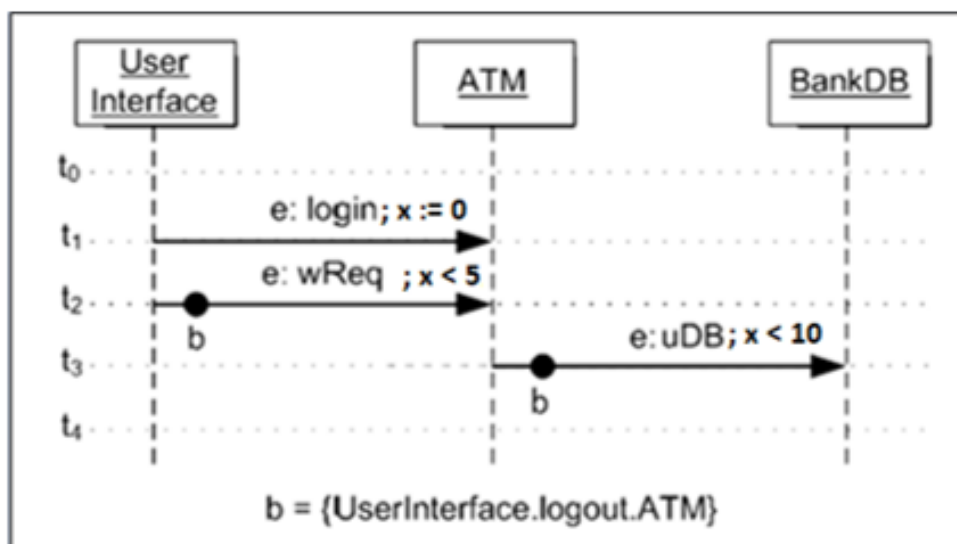 User
Interface
ATM
BankDB
t0
e: login; x := 0
t1
e: wReq ; x < 5
t2
b
e: uDB; x < 10
t3
b
t4
b = {UserInterface.logout.ATM}